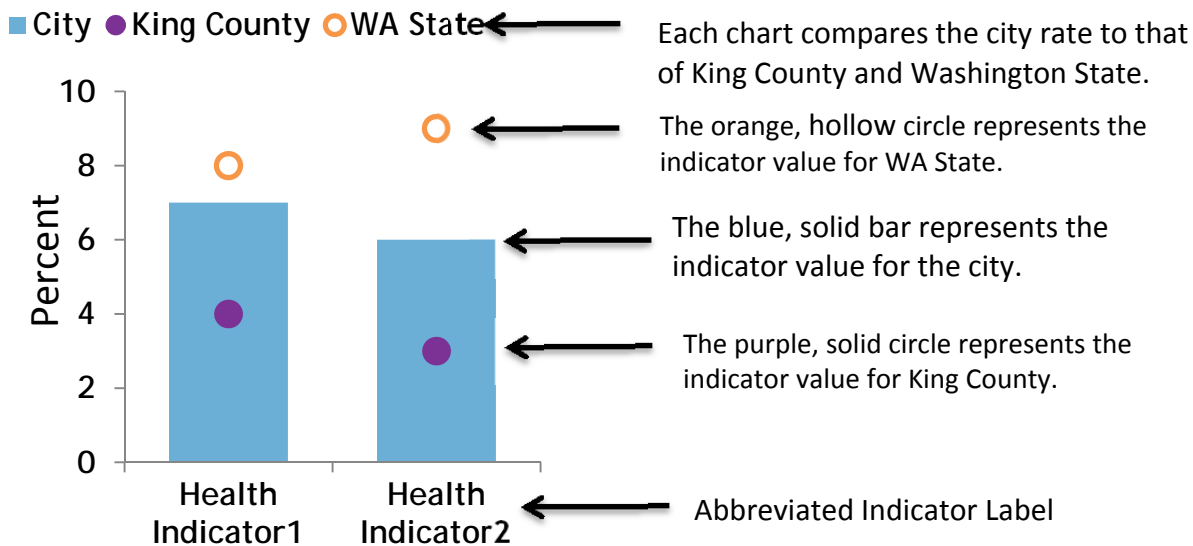 City King County WA State
Each chart compares the city rate to that
of King County and Washington State.
10
The orange, hollow circle represents the
indicator value for WA State.
8
The blue, solid bar represents the
indicator value for the city.
6
Percent
4
The purple, solid circle represents the
indicator value for King County.
2
0
Health
Indicator1
Health
Indicator2
Abbreviated Indicator Label